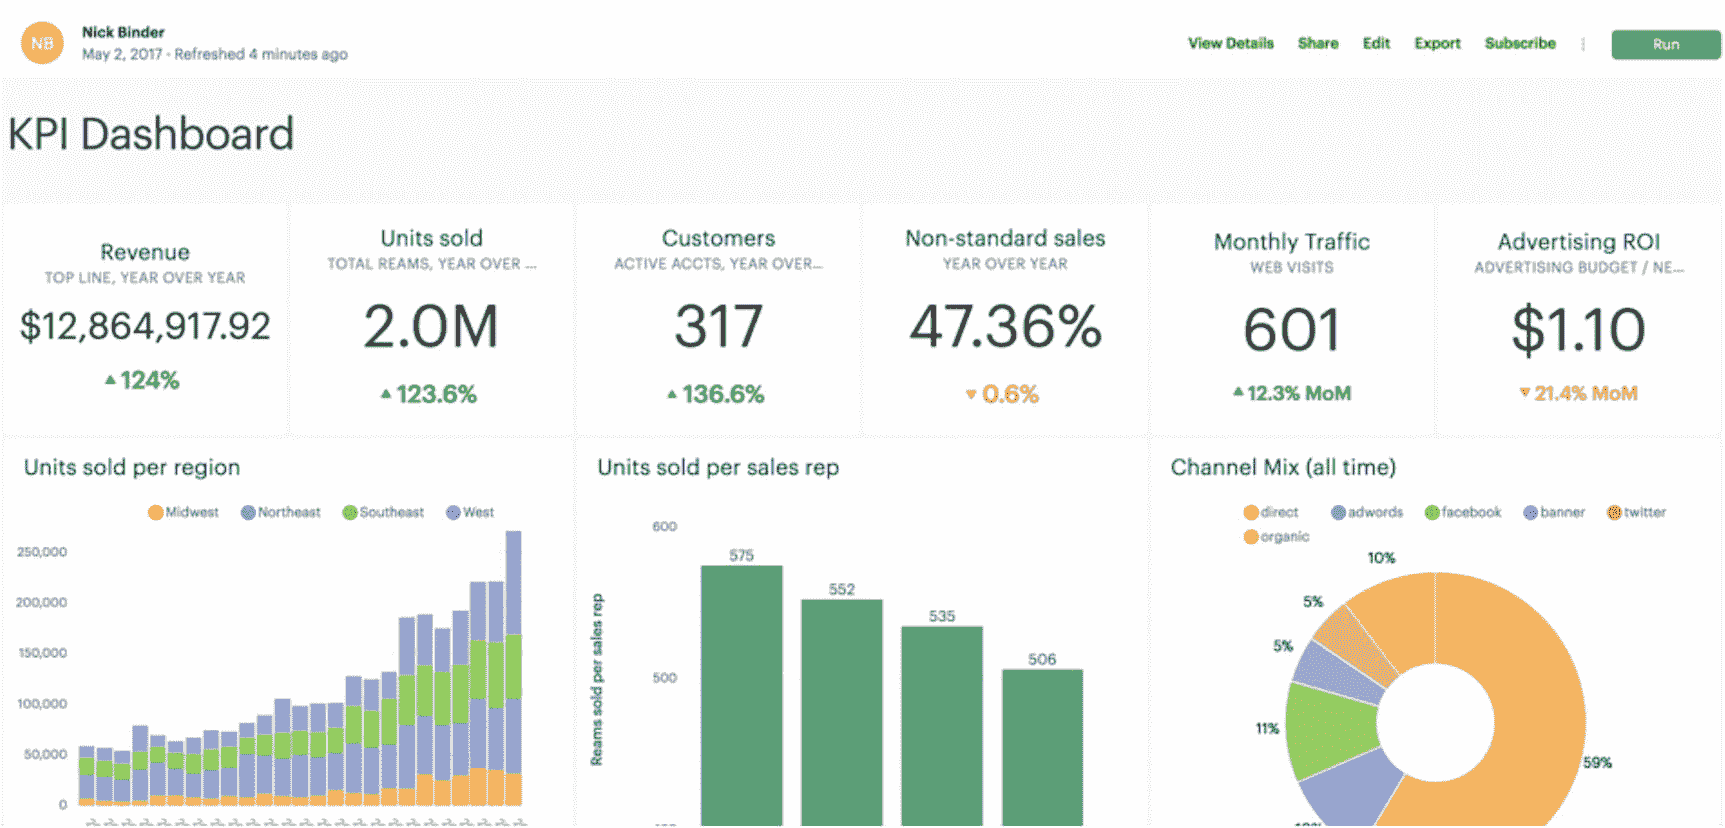 NB
Nick Binder
May 2, 2017 · Refreshed 4 minutes ago
View Details Share Edit Export Subscribe Run
KPI Dashboard
Revenue
TOP LINE, YEAR OVER YEAR
$12,864,917.92
▲124%
Units sold
TOTAL REAMS, YEAR OVER ...
2.0M
▲123.6%
Customers
ACTIVE ACCTS, YEAR OVER...
317
▲136.6%
Non-standard sales
YEAR OVER YEAR
47.36%
▼0.6%
Monthly Traffic
WEB VISITS
601
▲12.3% MoM
Advertising ROI
ADVERTISING BUDGET / NE...
$1.10
▼21.4% MoM
Units sold per region
Midwest Northeast Southeast West
250,000
200,000
150,000
100,000
50,000
0
Units sold per sales rep
Reams sold per sales rep
600
500
575
552
535
506
Channel Mix (all time)
direct adwords facebook banner twitter
organic
10%
5%
5%
11%
59%